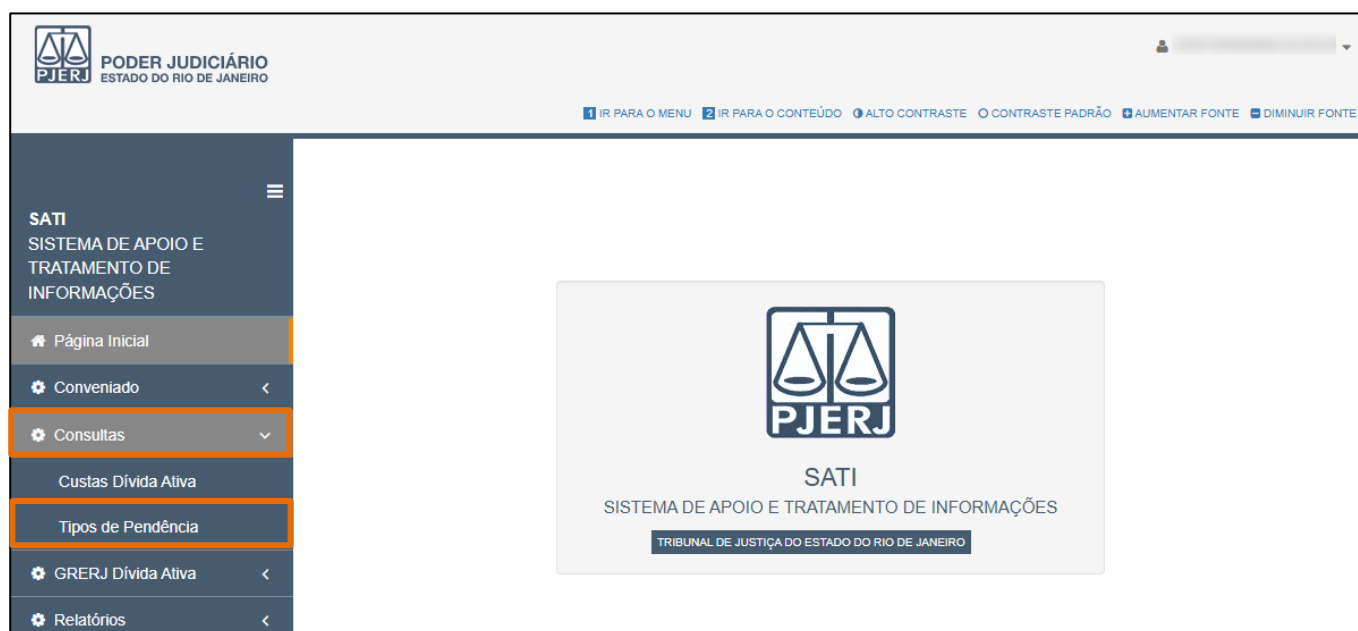 PJERJ
PODER JUDICIÁRIO
ESTADO DO RIO DE JANEIRO
1 IR PARA O MENU 2 IR PARA O CONTEÚDO ALTO CONTRASTE CONTRASTE PADRÃO AUMENTAR FONTE DIMINUIR FONTE
SATI
SISTEMA DE APOIO E
TRATAMENTO DE
INFORMAÇÕES
Página Inicial
Conveniado
Consultas
Custas Dívida Ativa
Tipos de Pendência
GRERJ Dívida Ativa
Relatórios
PJERJ
SATI
SISTEMA DE APOIO E TRATAMENTO DE INFORMAÇÕES
TRIBUNAL DE JUSTIÇA DO ESTADO DO RIO DE JANEIRO